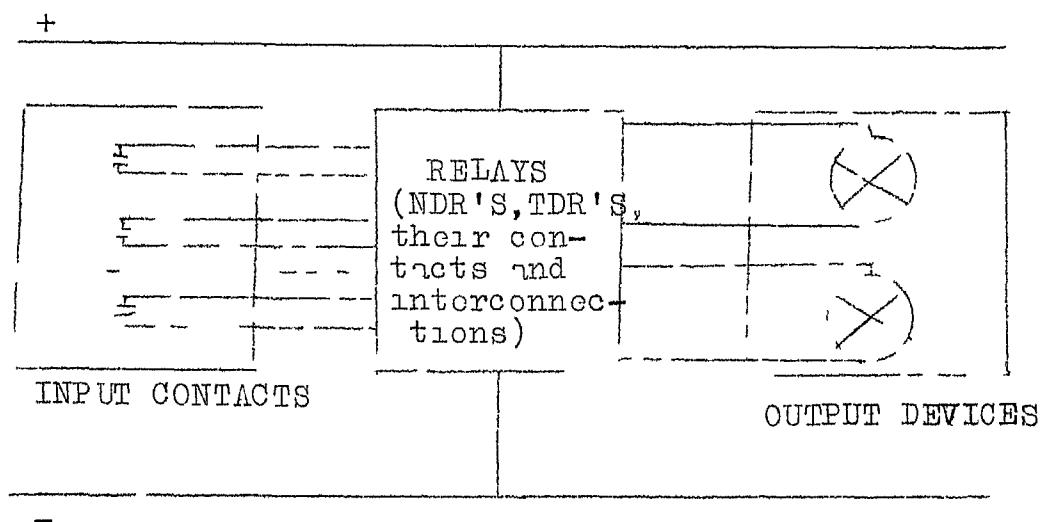 +
RELAYS
(NDR'S,TDR'S,
their con-
tacts and
interconnec-
tions)
INPUT CONTACTS
OUTPUT DEVICES
-